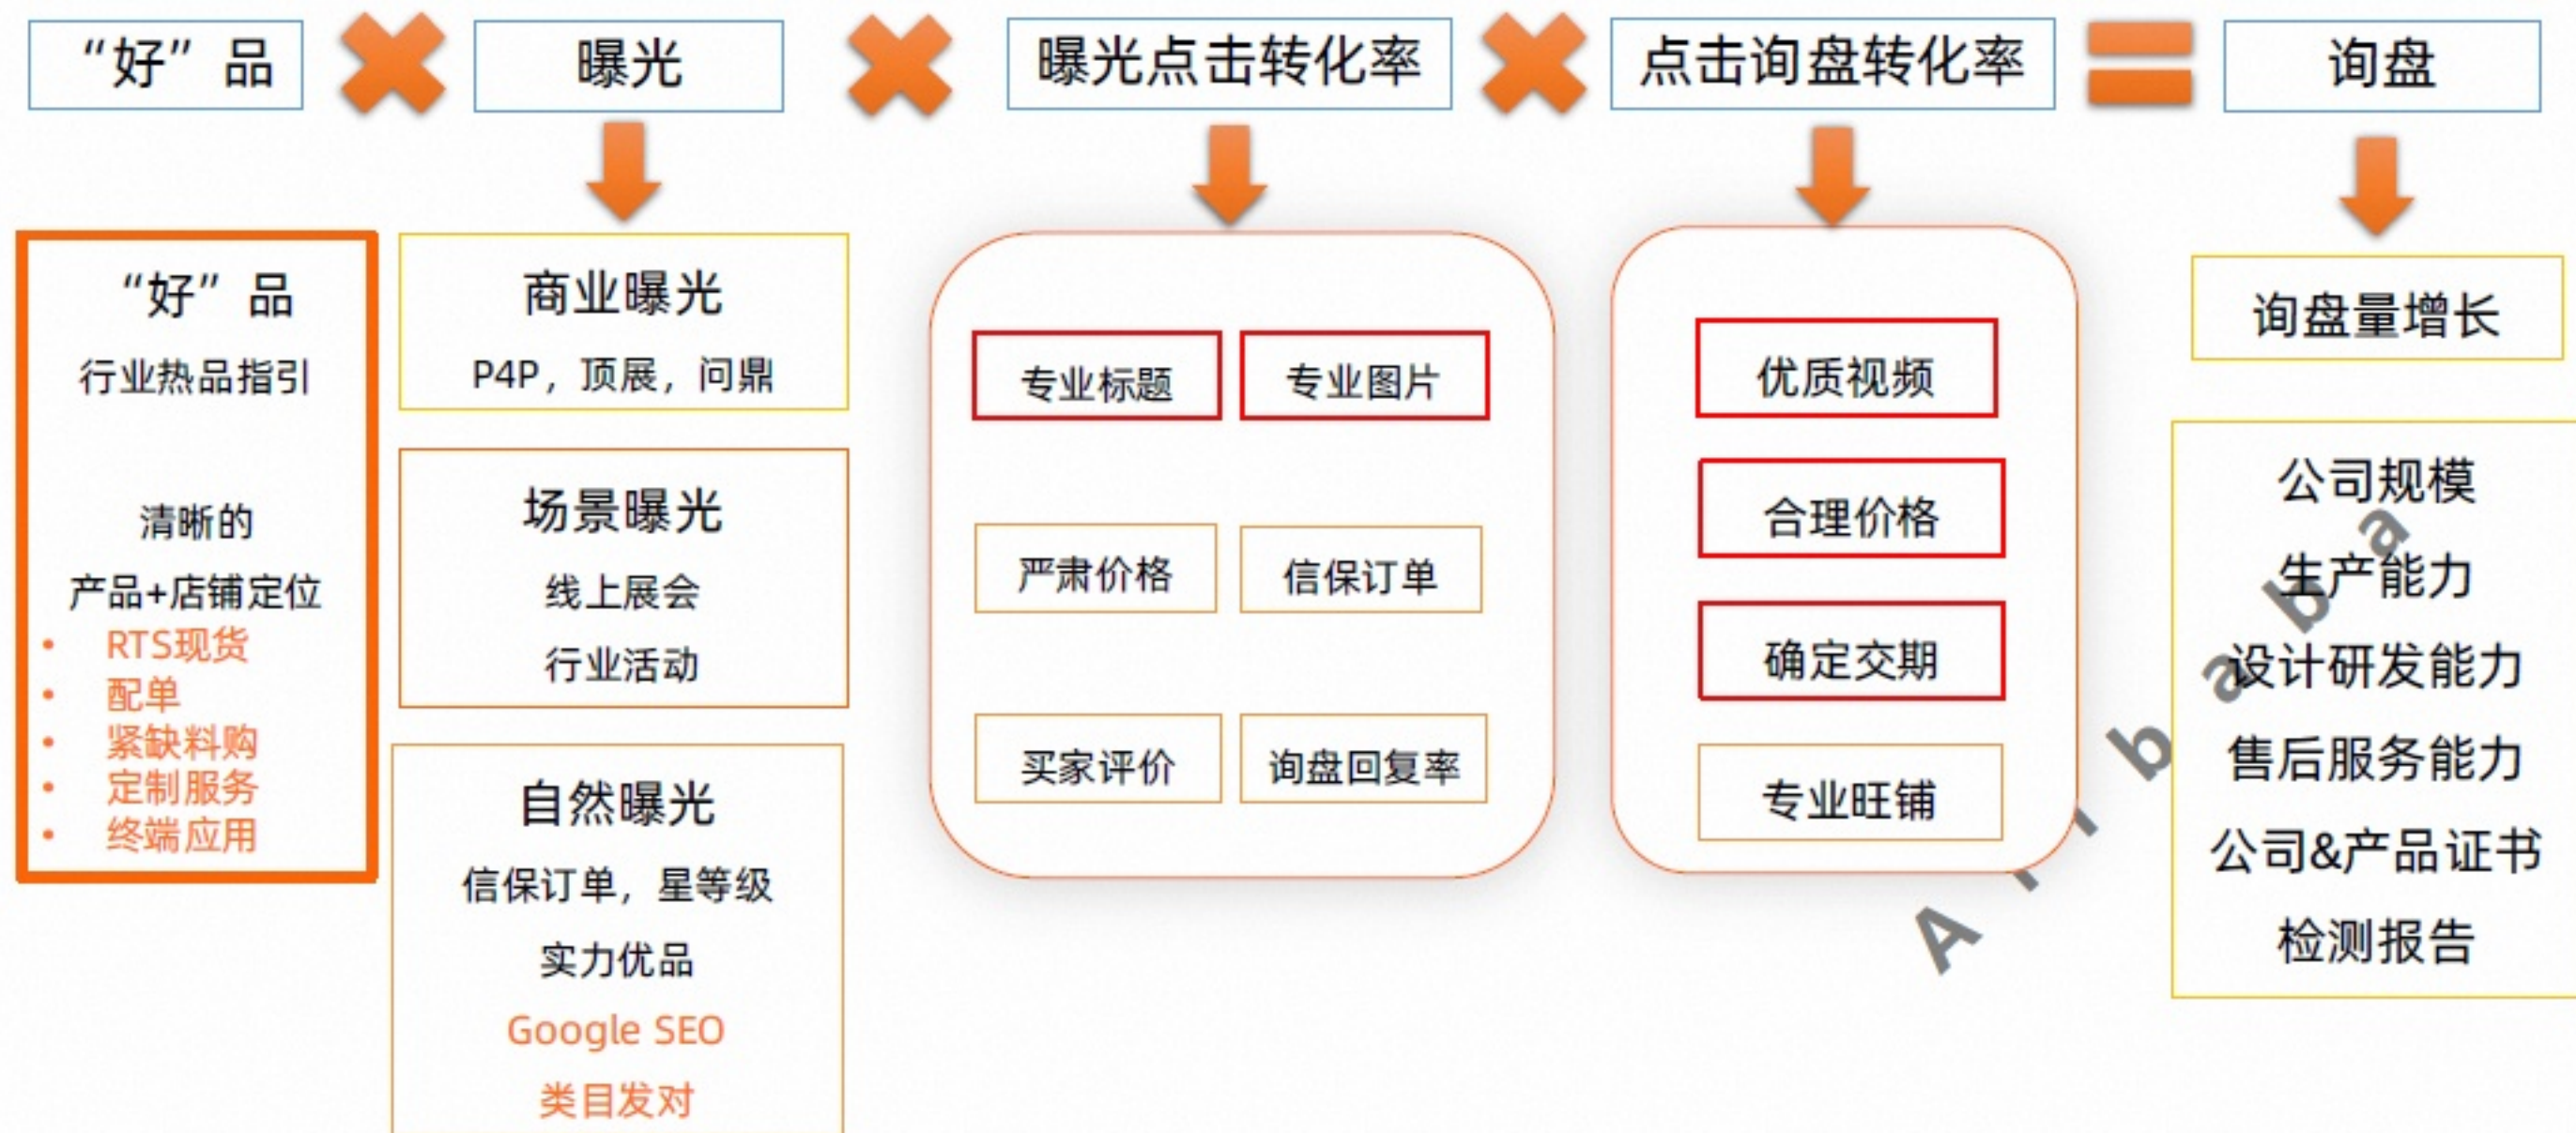 “好”品
曝光
曝光点击转化率
点击询盘转化率
询盘
“好”品
行业热品指引
清晰的
产品+店铺定位
• RTS现货
• 配单
• 紧缺料购
• 定制服务
• 终端应用
商业曝光
P4P，顶展，问鼎
场景曝光
线上展会
行业活动
自然曝光
信保订单，星等级
实力优品
Google SEO
类目发对
专业标题
专业图片
严肃价格
信保订单
买家评价
询盘回复率
优质视频
合理价格
确定交期
专业旺铺
询盘量增长
公司规模
生产能力
设计研发能力
售后服务能力
公司&产品证书
检测报告
Alibaba